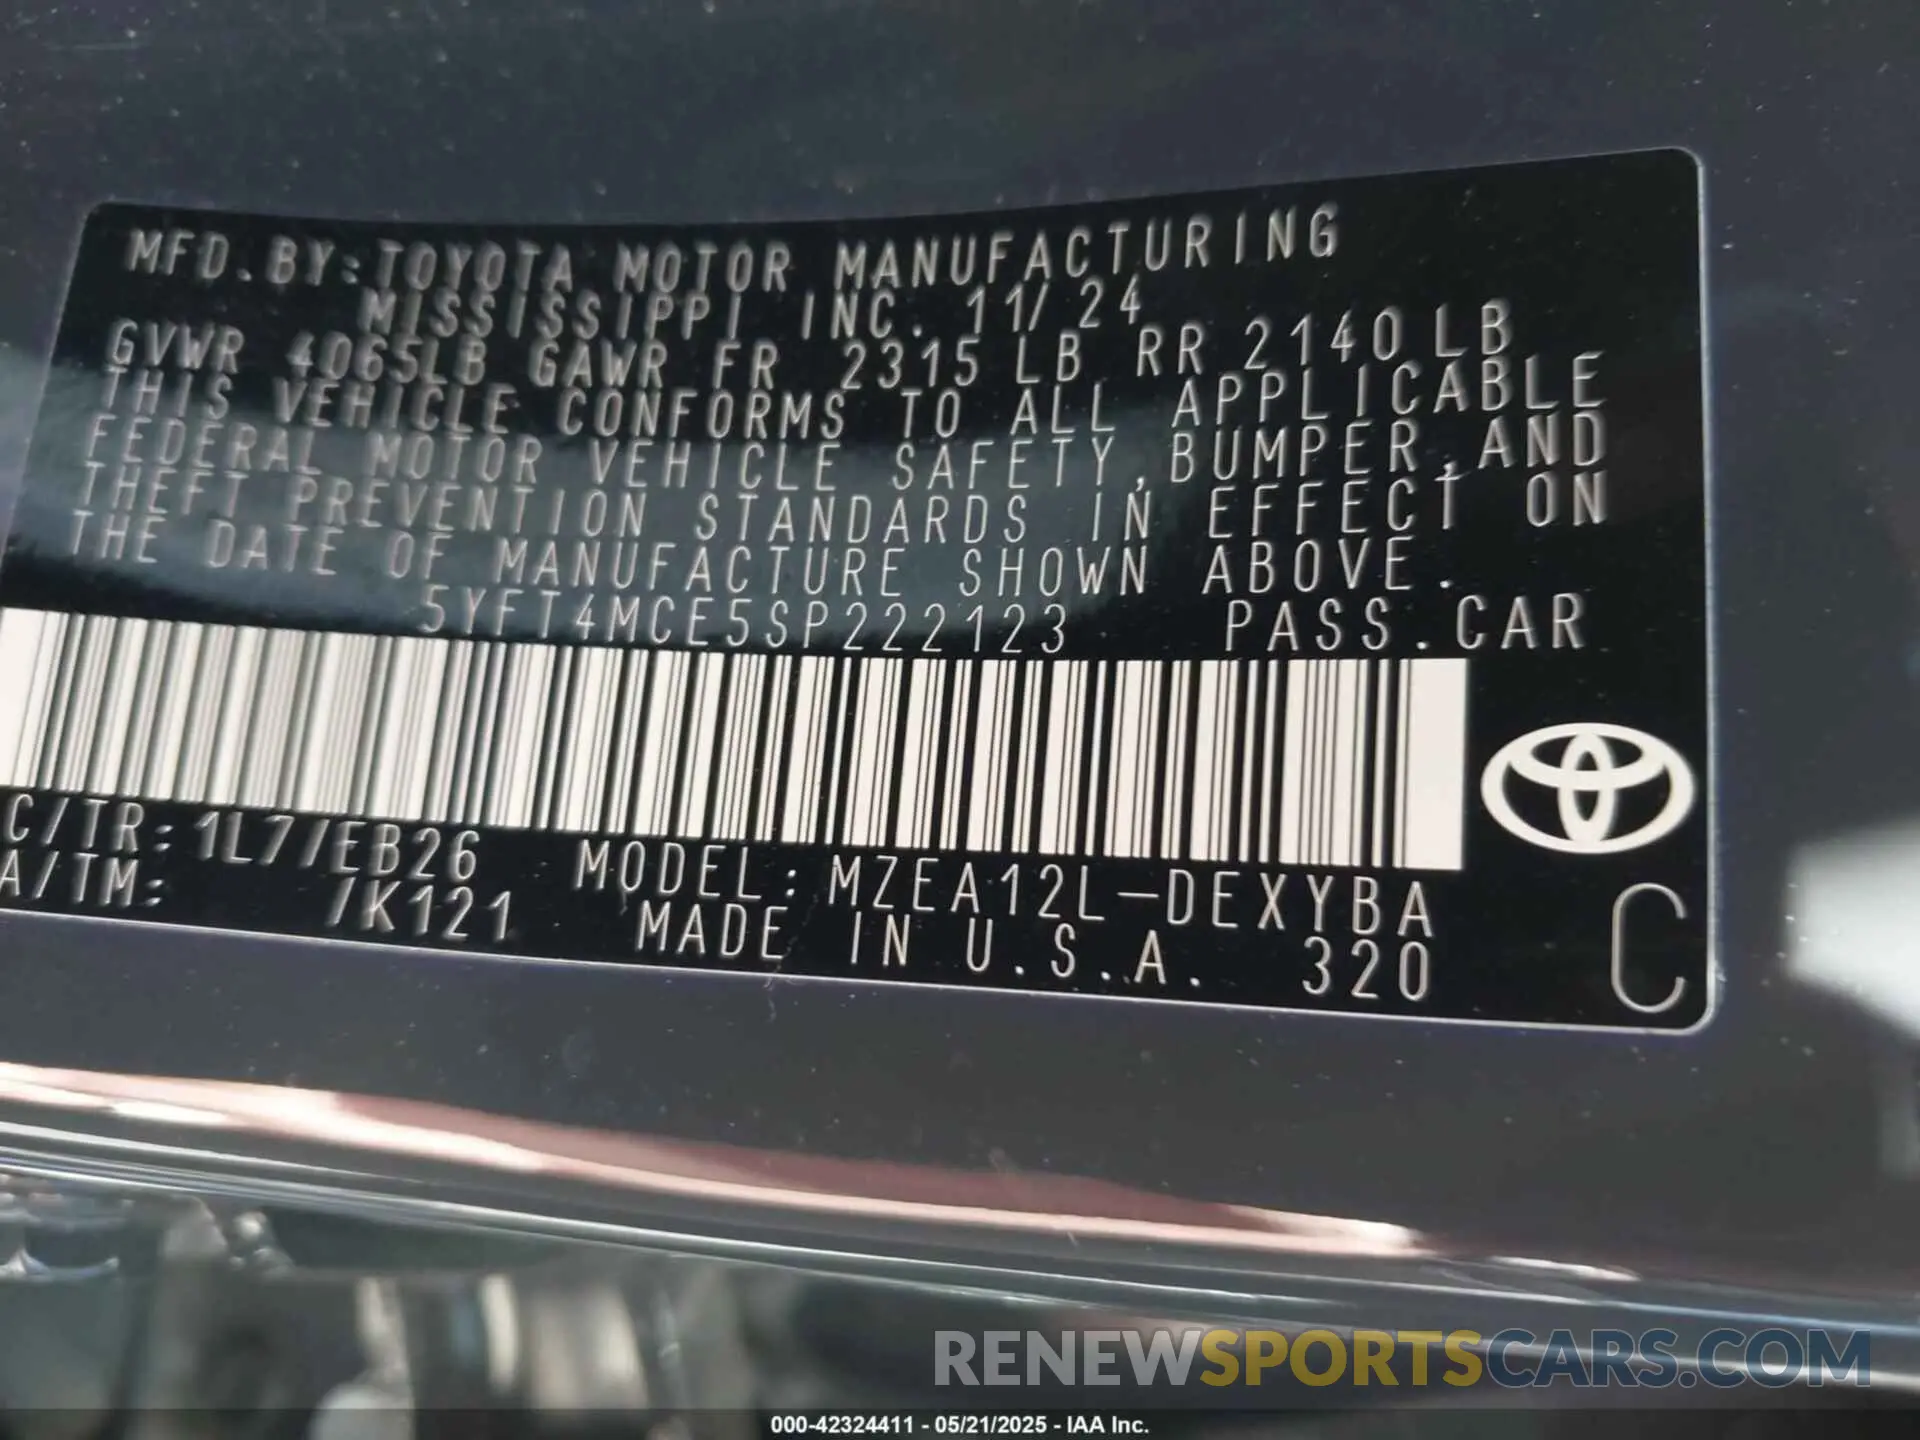 MFD. BY: TOYOTA MOTOR MANUFACTURING
MISSISSIPPI INC. 11/24
GVWR 4065LB GAWR FR 2315 LB RR 2140 LB
THIS VEHICLE CONFORMS TO ALL APPLICABLE
FEDERAL MOTOR VEHICLE SAFETY, BUMPER, AND
THEFT PREVENTION STANDARDS IN EFFECT ON
THE DATE OF MANUFACTURE SHOWN ABOVE.
5YFT4MCE5SP222123 PASS. CAR
C/TR: 1L7/EB26 MODEL: MZEA12L-DEXYBA
A/TM: /K121 MADE IN U.S.A. 320 C
RENEWSPORTSCARS.COM
000-42324411 - 05/21/2025 - IAA Inc.